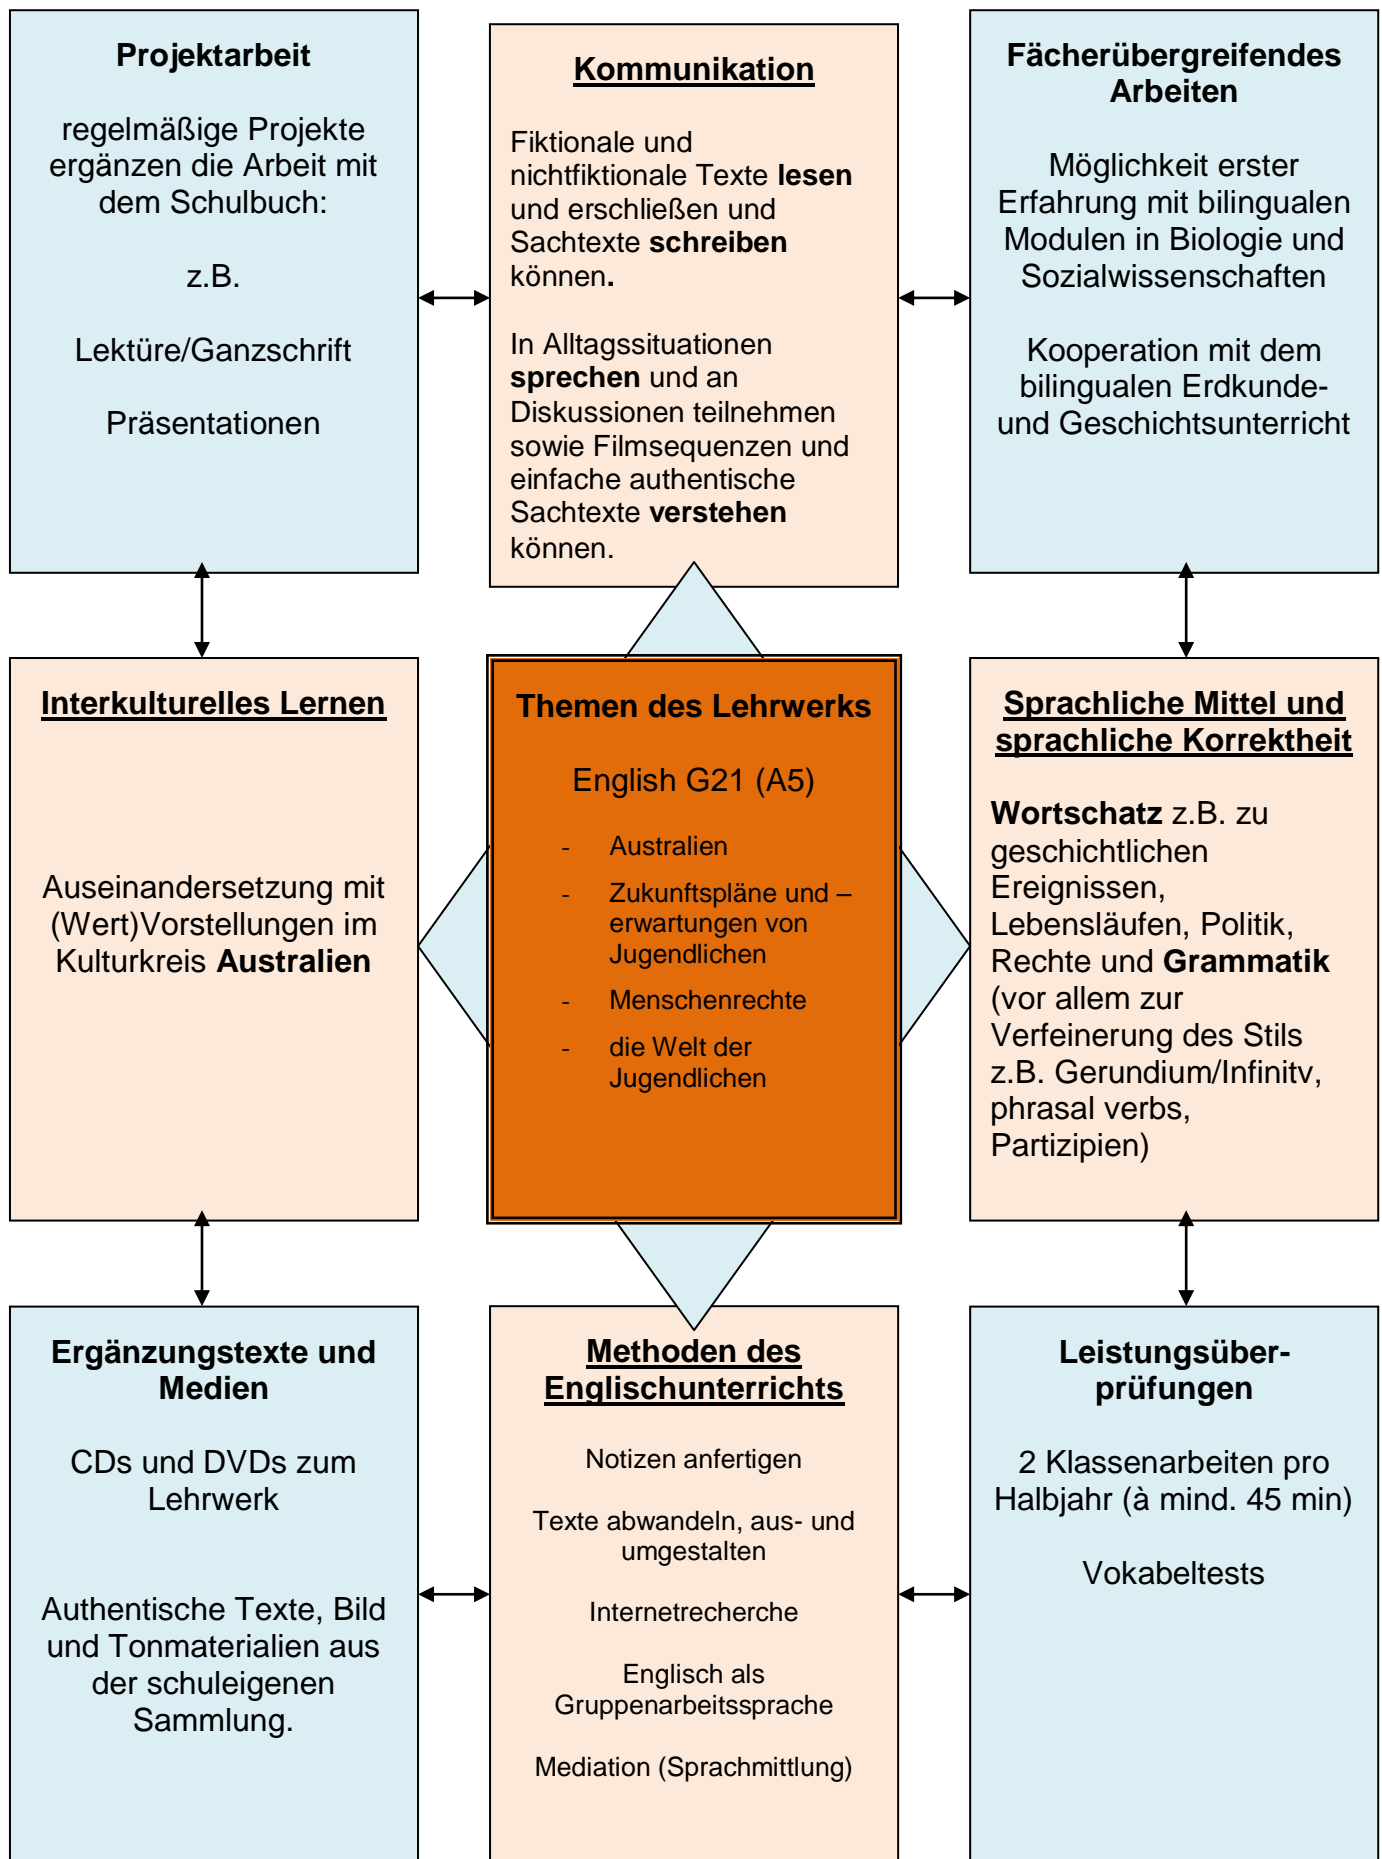 Projektarbeit
regelmäßige Projekte
ergänzen die Arbeit mit
dem Schulbuch:
z.B.
Lektüre/Ganzschrift
Präsentationen
Kommunikation
Fiktionale und
nichtfiktionale Texte lesen
und erschließen und
Sachtexte schreiben
können.
In Alltagssituationen
sprechen und an
Diskussionen teilnehmen
sowie Filmsequenzen und
einfache authentische
Sachtexte verstehen
können.
Fächerübergreifendes
Arbeiten
Möglichkeit erster
Erfahrung mit bilingualen
Modulen in Biologie und
Sozialwissenschaften
Kooperation mit dem
bilingualen Erdkunde-
und Geschichtsunterricht
Interkulturelles Lernen
Auseinandersetzung mit
(Wert)Vorstellungen im
Kulturkreis Australien
Themen des Lehrwerks
English G21 (A5)
- Australien
- Zukunftspläne und –
erwartungen von
Jugendlichen
- Menschenrechte
- die Welt der
Jugendlichen
Sprachliche Mittel und
sprachliche Korrektheit
Wortschatz z.B. zu
geschichtlichen
Ereignissen,
Lebensläufen, Politik,
Rechte und Grammatik
(vor allem zur
Verfeinerung des Stils
z.B. Gerundium/Infinitv,
phrasal verbs,
Partizipien)
Ergänzungstexte und
Medien
CDs und DVDs zum
Lehrwerk
Authentische Texte, Bild
und Tonmaterialien aus
der schuleigenen
Sammlung.
Methoden des
Englischunterrichts
Notizen anfertigen
Texte abwandeln, aus- und
umgestalten
Internetrecherche
Englisch als
Gruppenarbeitssprache
Mediation (Sprachmittlung)
Leistungsüber-
prüfungen
2 Klassenarbeiten pro
Halbjahr (à mind. 45 min)
Vokabeltests